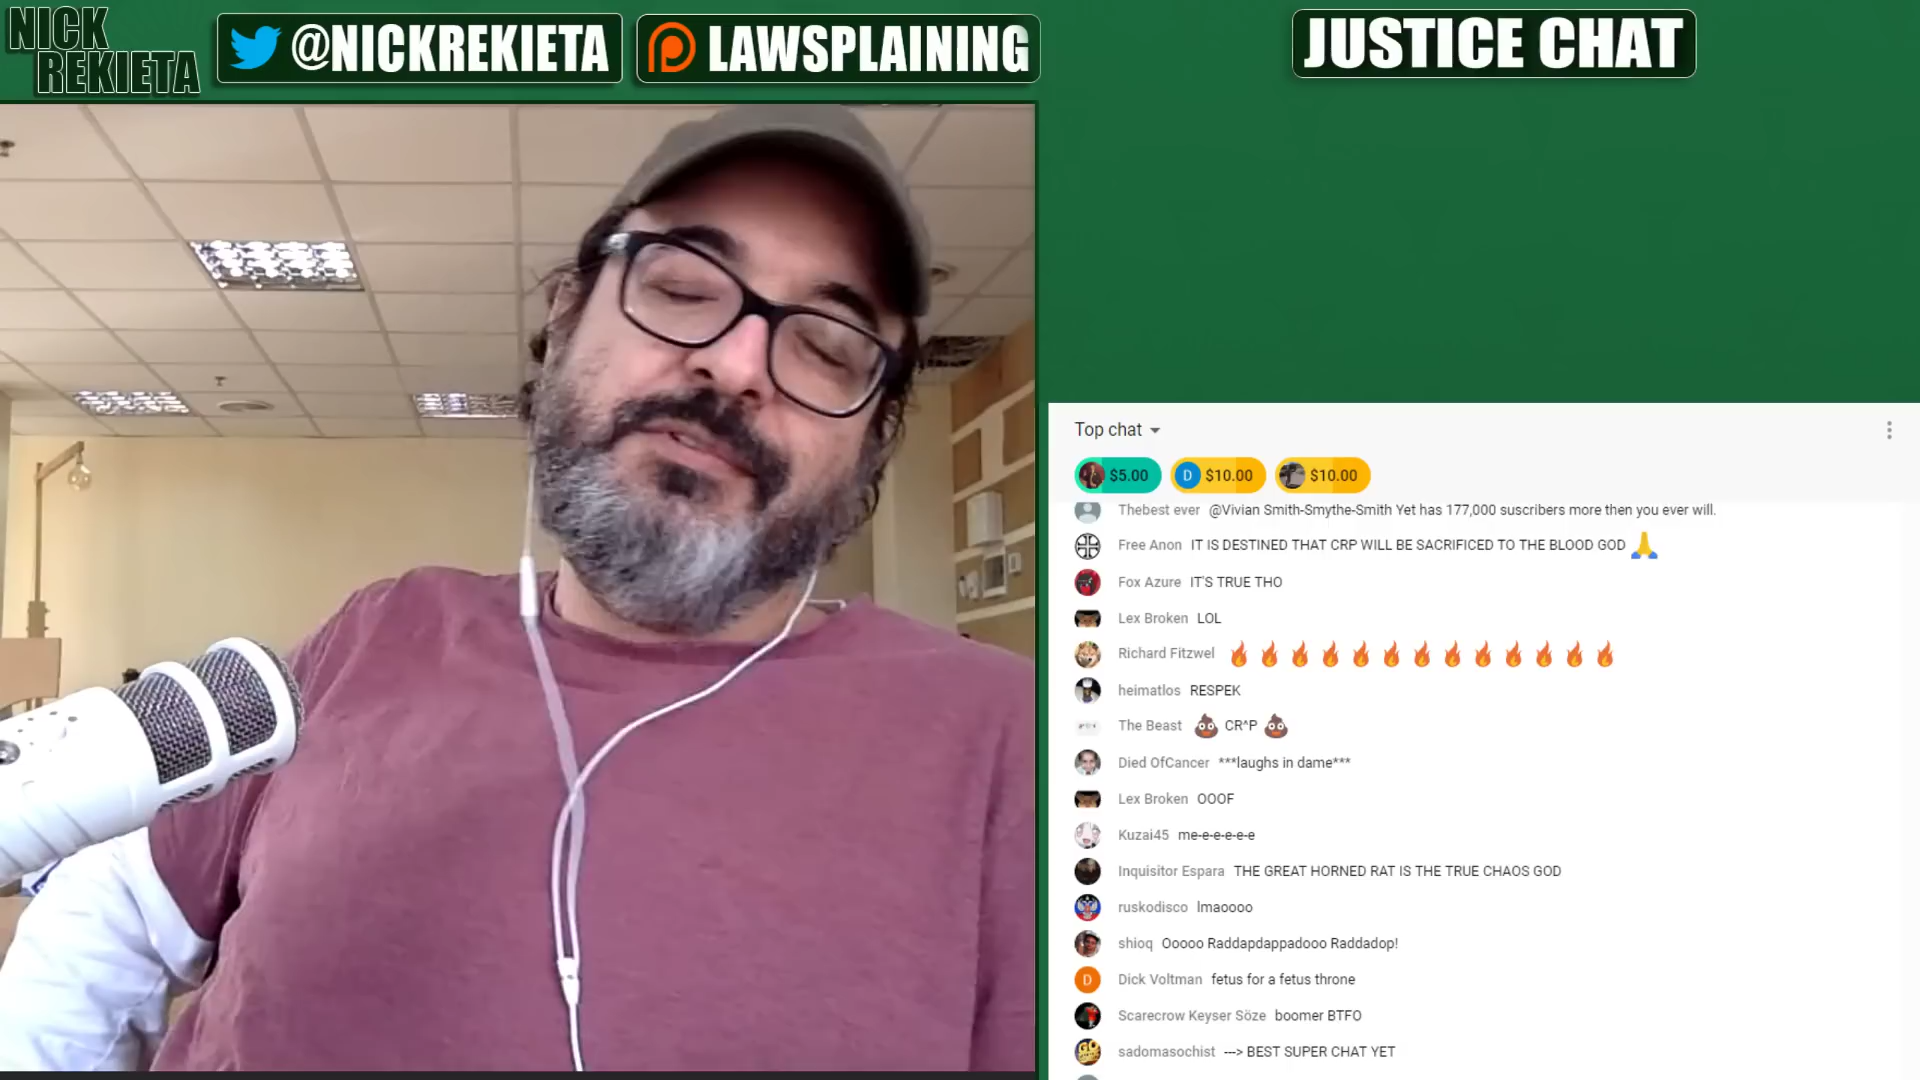 NICK
REKIETA
@NICKREKIETA
LAWSPLAINING
JUSTICE CHAT
Top chat
$5.00
D $10.00
$10.00
Thebest ever @Vivian Smith-Smythe-Smith Yet has 177,000 suscribers more then you ever will.
Free Anon IT IS DESTINED THAT CRP WILL BE SACRIFICED TO THE BLOOD GOD 🙏
Fox Azure IT'S TRUE THO
Lex Broken LOL
Richard Fitzwel 🔥 🔥 🔥 🔥 🔥 🔥 🔥 🔥 🔥 🔥 🔥 🔥 🔥
heimatlos RESPEK
The Beast 💩 CR^P 💩
Died OfCancer ***laughs in dame***
Lex Broken OOOF
Kuzai45 me-e-e-e-e-e
Inquisitor Espara THE GREAT HORNED RAT IS THE TRUE CHAOS GOD
ruskodisco lmaoooo
shioq Ooooo Raddapdappadooo Raddadop!
D Dick Voltman fetus for a fetus throne
Scarecrow Keyser Söze boomer BTFO
sadomasochist ---> BEST SUPER CHAT YET